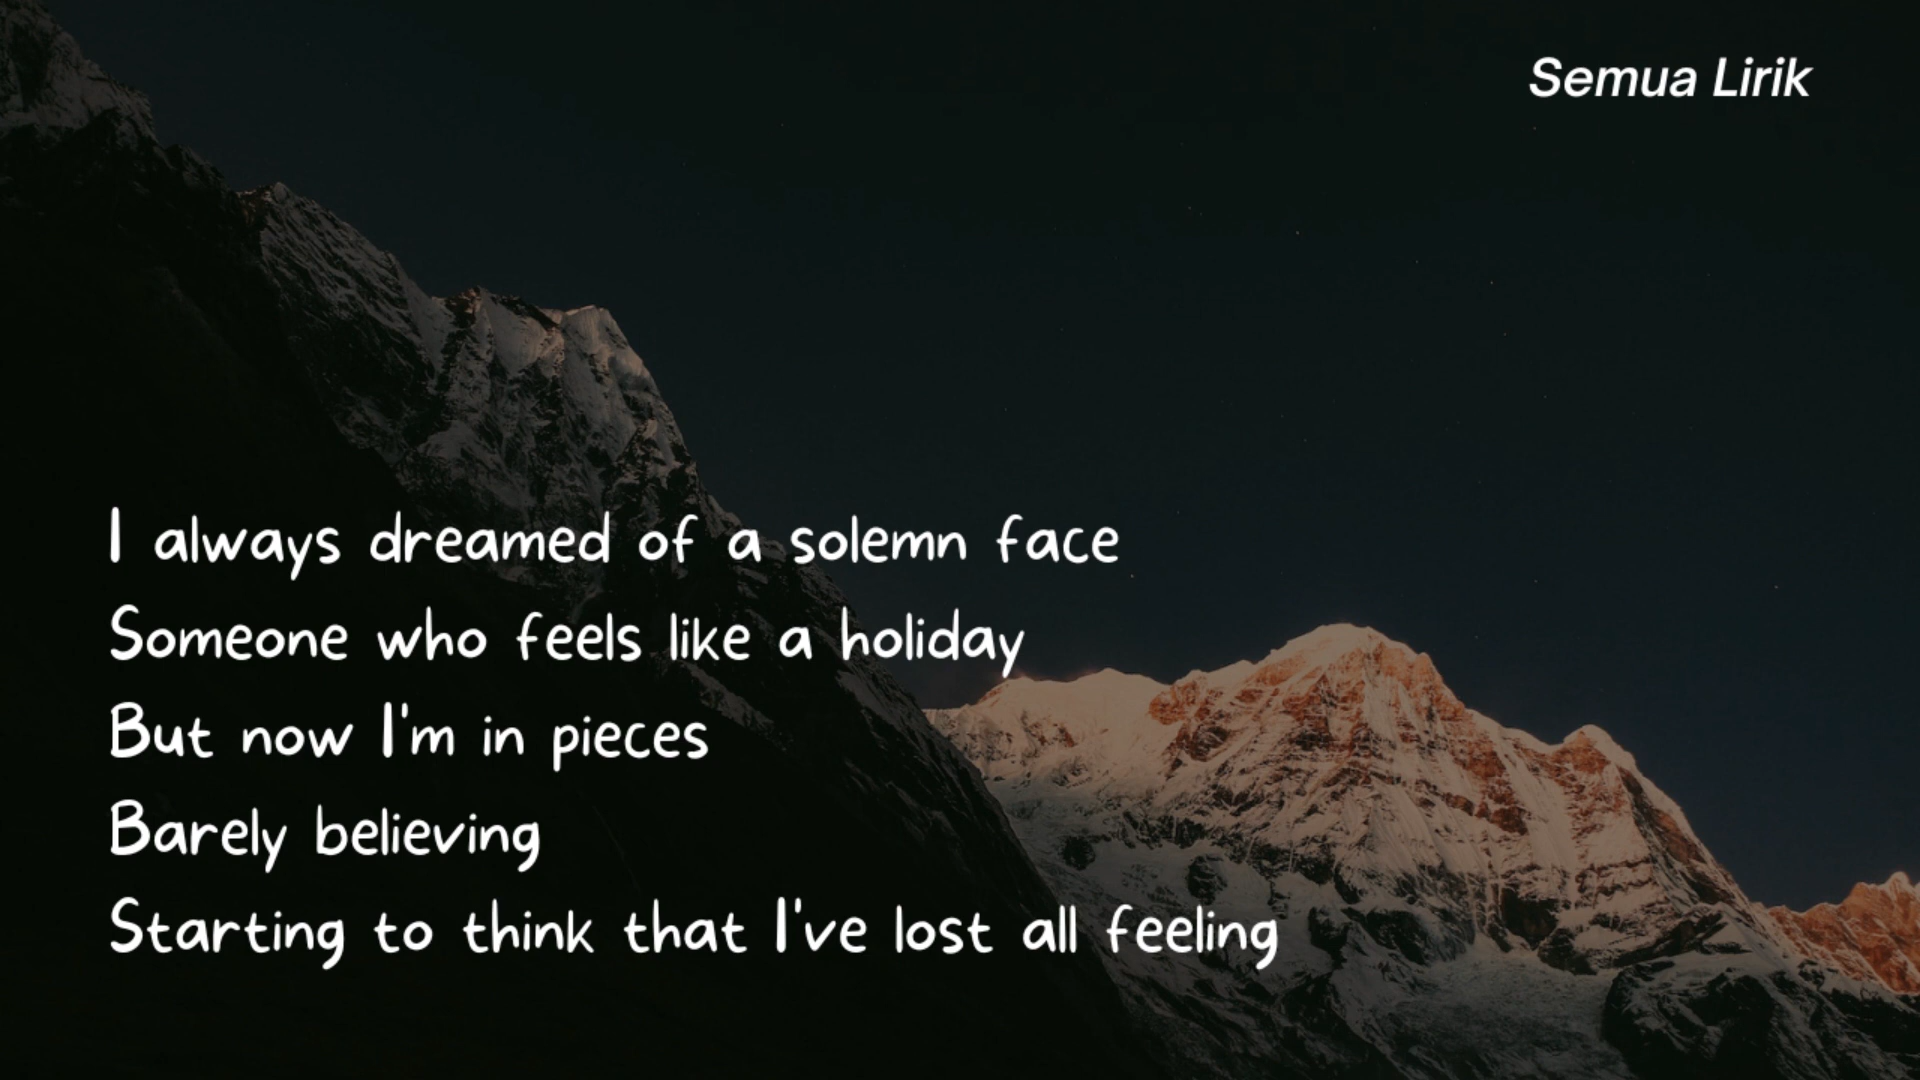 Semua Lirik
I always dreamed of a solemn face
Someone who feels like a holiday
But now I'm in pieces
Barely believing
Starting to think that I've lost all feeling